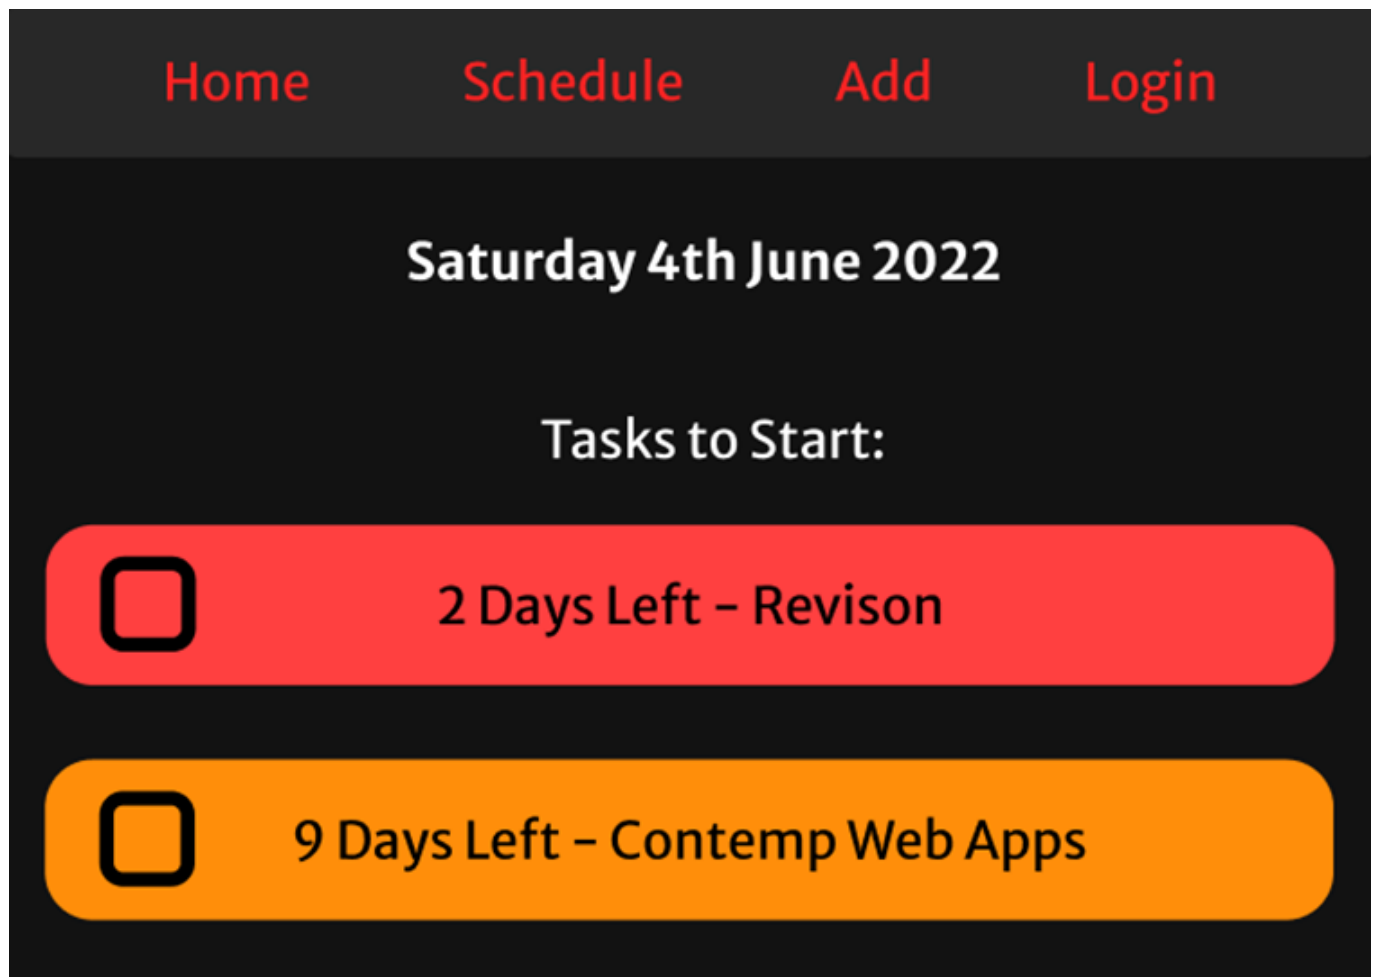 Home Schedule Add Login
Saturday 4th June 2022
Tasks to Start:
2 Days Left - Revison
9 Days Left - Contemp Web Apps